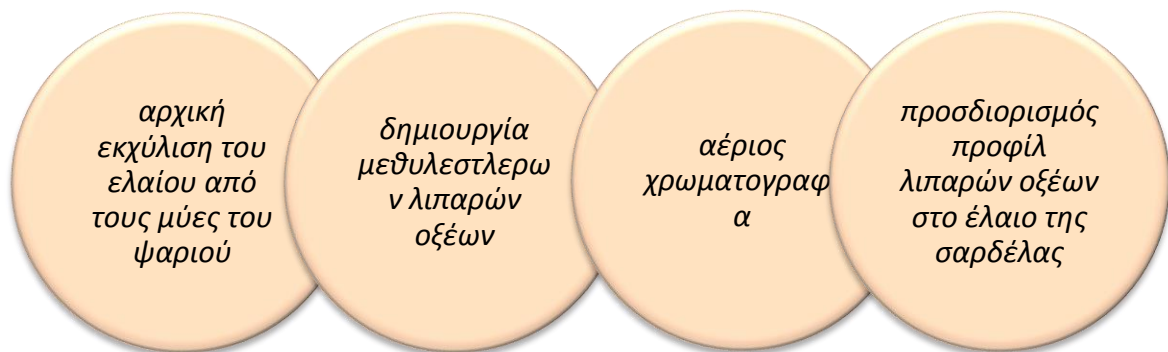 αρχική
εκχύλιση του
ελαίου από
τους μύες του
ψαριού
δημιουργία
μεθυλεστλερω
ν λιπαρών
οξέων
αέριος
χρωματογραφ
α
προσδιορισμός
προφίλ
λιπαρών οξέων
στο έλαιο της
σαρδέλας